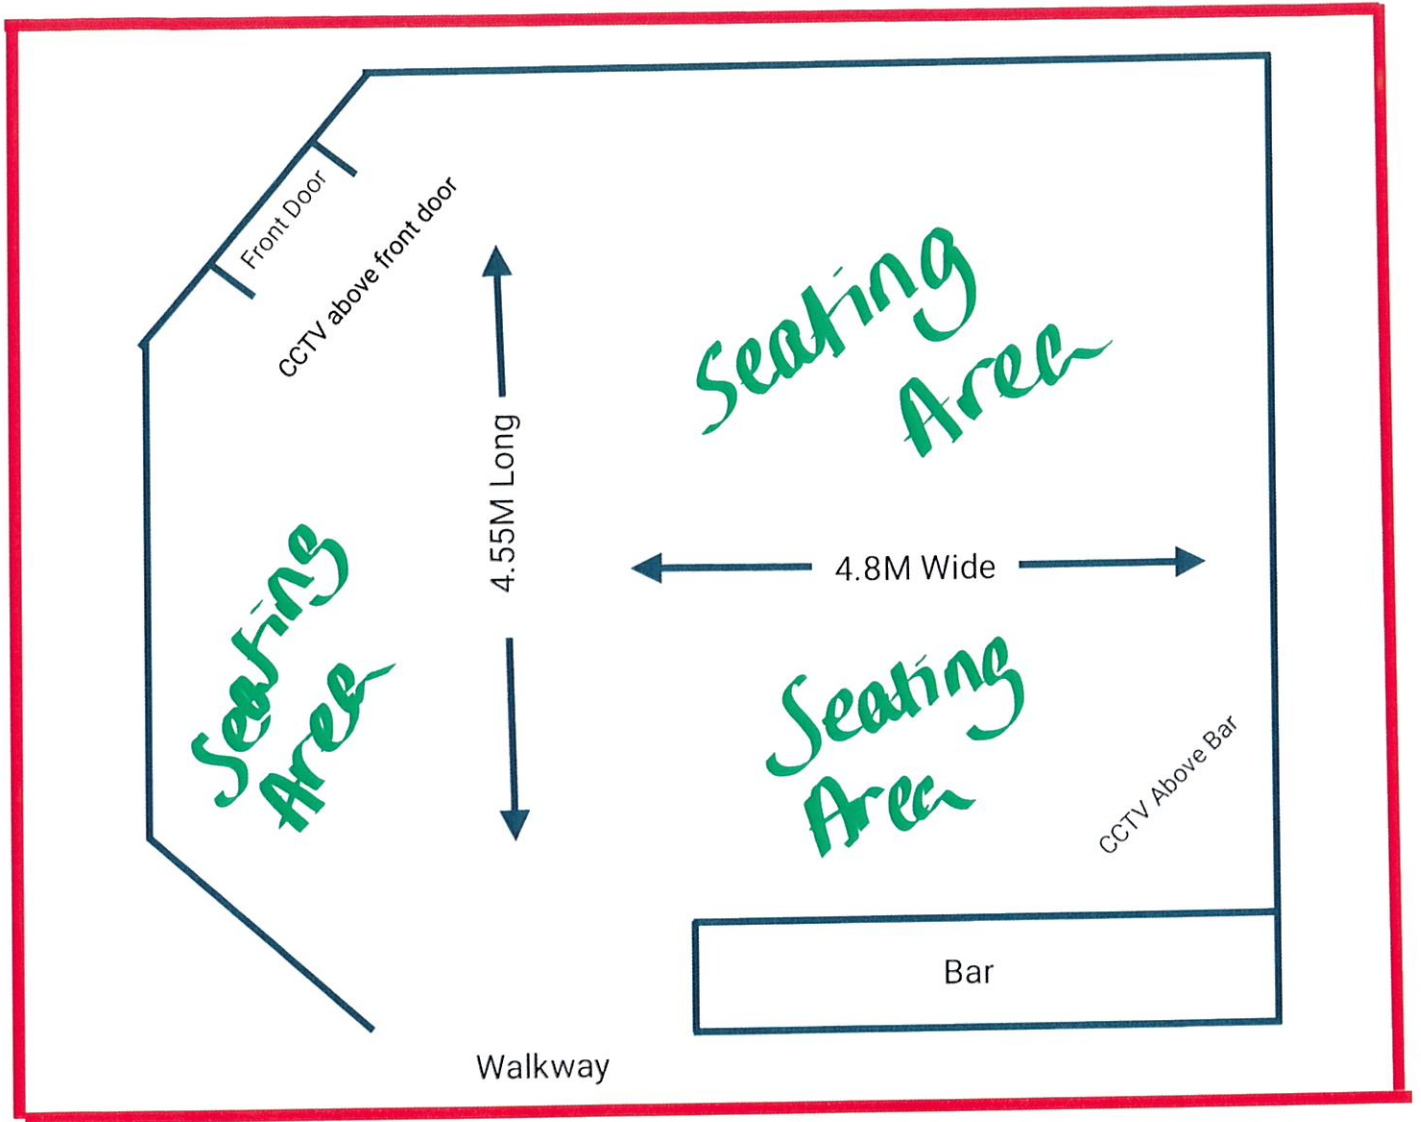 Front Door
CCTV above front door
Seating
Area
4.55M Long
4.8M Wide
Seating
Area
Seating
Area
CCTV Above Bar
Bar
Walkway